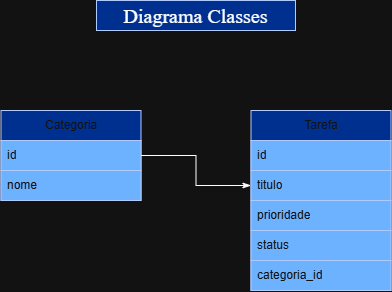 Diagrama Classes
Categoria
id
nome
Tarefa
id
titulo
prioridade
status
categoria_id